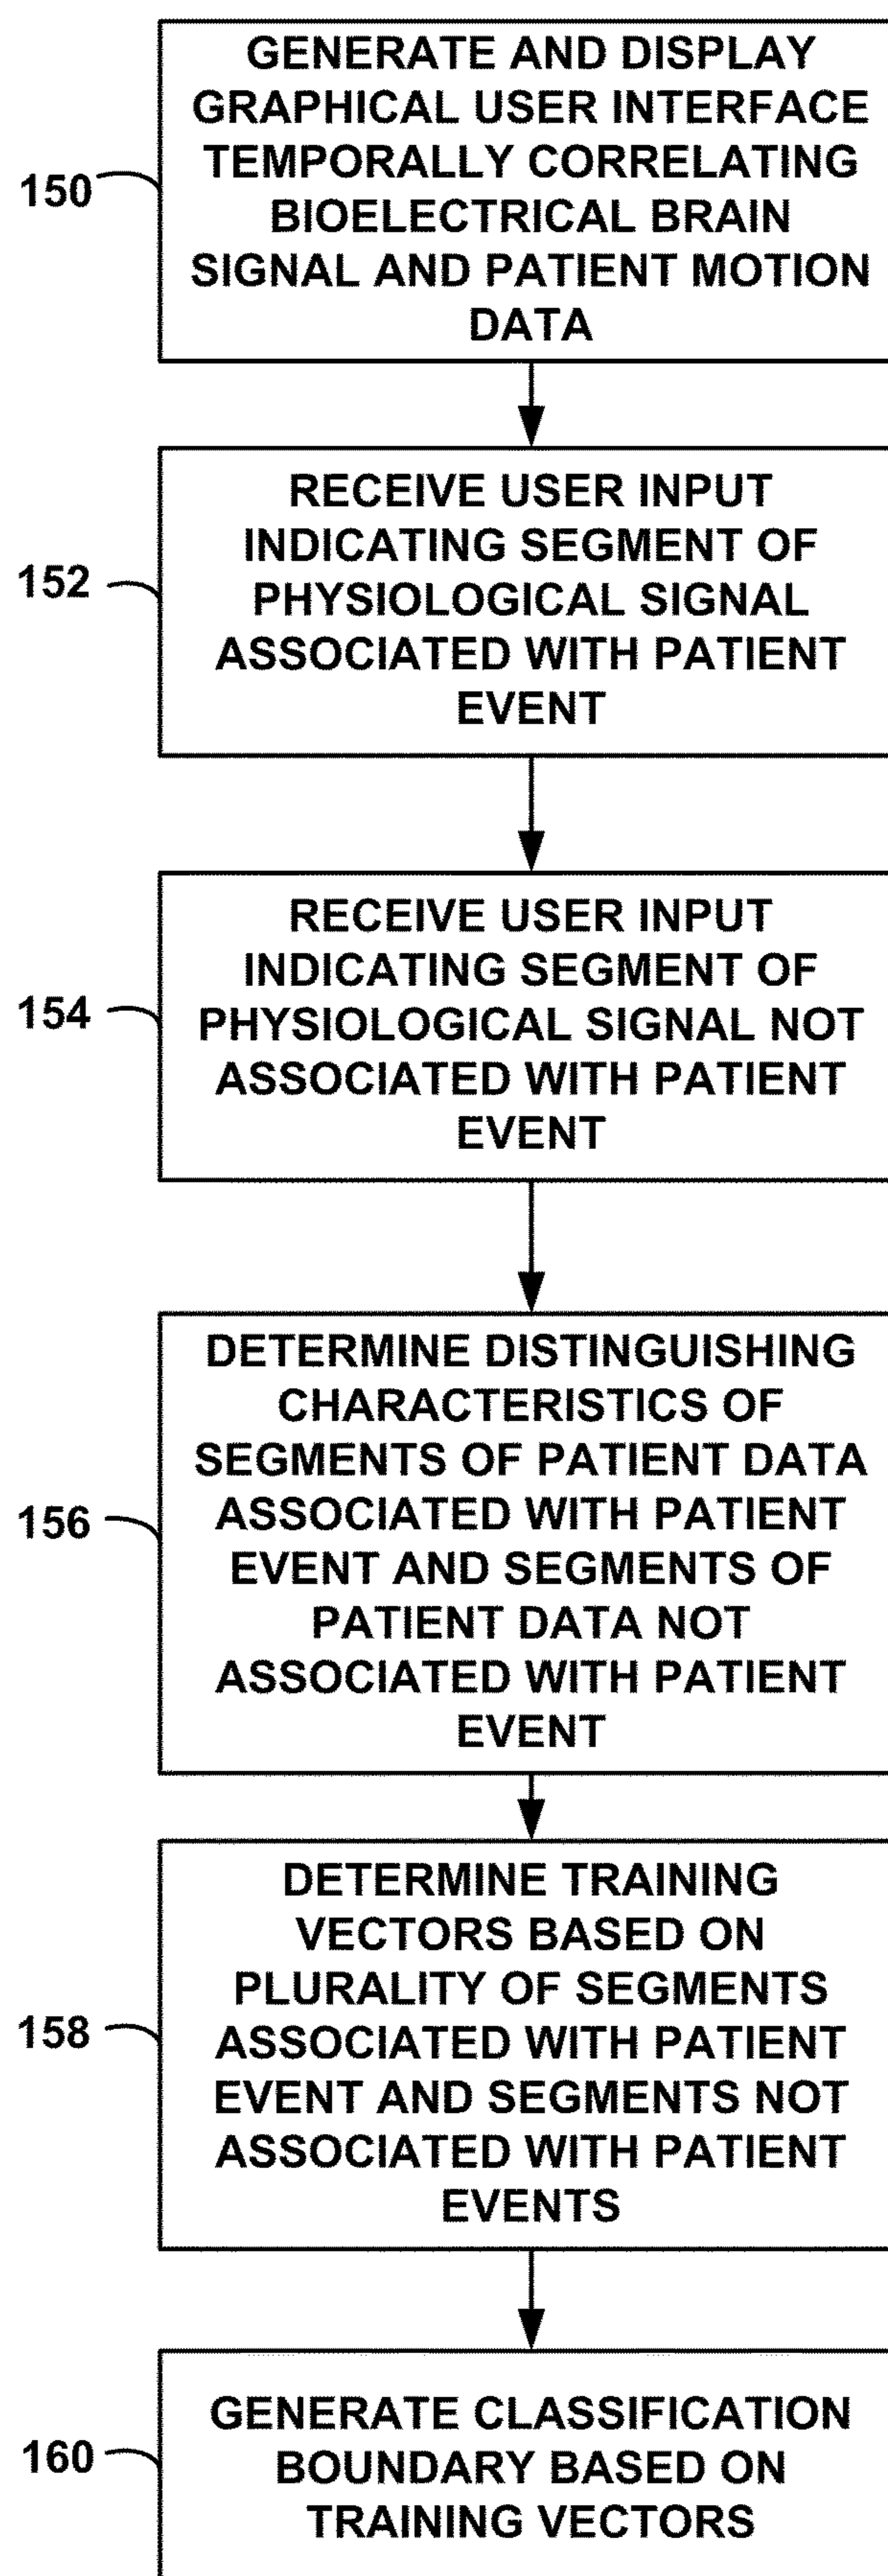 150
GENERATE AND DISPLAY
GRAPHICAL USER INTERFACE
TEMPORALLY CORRELATING
BIOELECTRICAL BRAIN
SIGNAL AND PATIENT MOTION
DATA
152
RECEIVE USER INPUT
INDICATING SEGMENT OF
PHYSIOLOGICAL SIGNAL
ASSOCIATED WITH PATIENT
EVENT
154
RECEIVE USER INPUT
INDICATING SEGMENT OF
PHYSIOLOGICAL SIGNAL NOT
ASSOCIATED WITH PATIENT
EVENT
156
DETERMINE DISTINGUISHING
CHARACTERISTICS OF
SEGMENTS OF PATIENT DATA
ASSOCIATED WITH PATIENT
EVENT AND SEGMENTS OF
PATIENT DATA NOT
ASSOCIATED WITH PATIENT
EVENT
158
DETERMINE TRAINING
VECTORS BASED ON
PLURALITY OF SEGMENTS
ASSOCIATED WITH PATIENT
EVENT AND SEGMENTS NOT
ASSOCIATED WITH PATIENT
EVENTS
160
GENERATE CLASSIFICATION
BOUNDARY BASED ON
TRAINING VECTORS